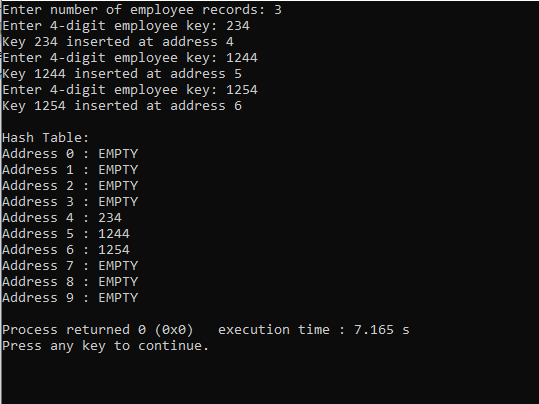 Enter number of employee records: 3
Enter 4-digit employee key: 234
Key 234 inserted at address 4
Enter 4-digit employee key: 1244
Key 1244 inserted at address 5
Enter 4-digit employee key: 1254
Key 1254 inserted at address 6

Hash Table:
Address 0 : EMPTY
Address 1 : EMPTY
Address 2 : EMPTY
Address 3 : EMPTY
Address 4 : 234
Address 5 : 1244
Address 6 : 1254
Address 7 : EMPTY
Address 8 : EMPTY
Address 9 : EMPTY

Process returned 0 (0x0)   execution time : 7.165 s
Press any key to continue.